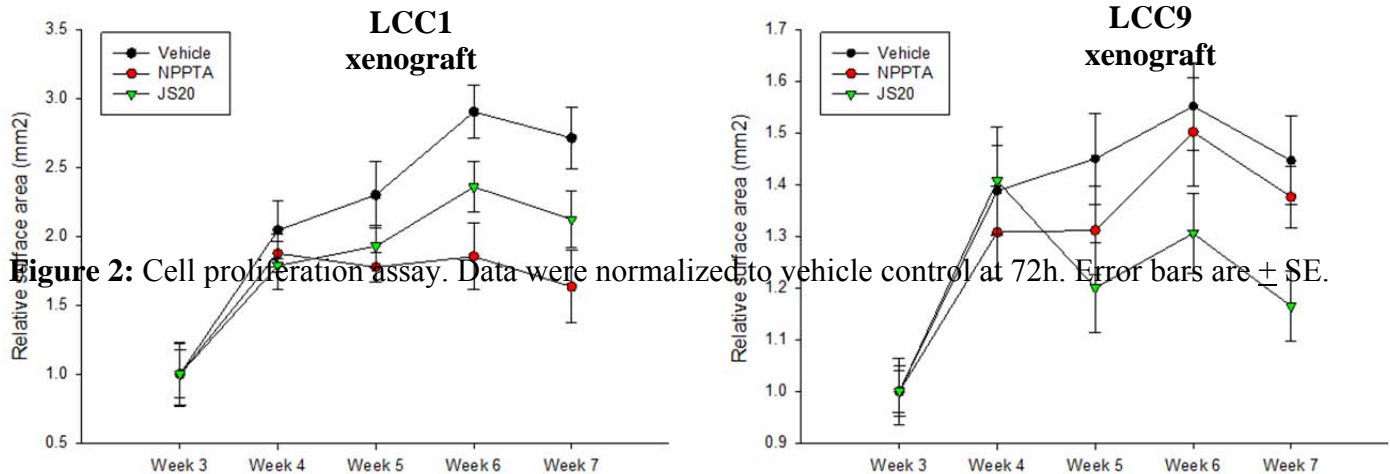 LCC1
xenograft
3.5
3.0
2.5
2.0
1.5
1.0
0.5
Relative surface area (mm2)
Vehicle
NPPTA
JS20
Week 3 Week 4 Week 5 Week 6 Week 7
LCC9
xenograft
1.7
1.6
1.5
1.4
1.3
1.2
1.1
1.0
0.9
Relative surface area (mm2)
Vehicle
NPPTA
JS20
Week 3 Week 4 Week 5 Week 6 Week 7
Figure 2: Cell proliferation assay. Data were normalized to vehicle control at 72h. Error bars are ± SE.